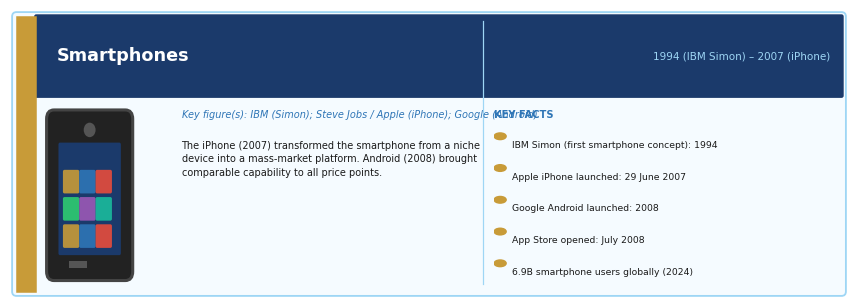 Smartphones
1994 (IBM Simon) – 2007 (iPhone)
Key figure(s): IBM (Simon); Steve Jobs / Apple (iPhone); Google (Android)
The iPhone (2007) transformed the smartphone from a niche
device into a mass-market platform. Android (2008) brought
comparable capability to all price points.
KEY FACTS
IBM Simon (first smartphone concept): 1994
Apple iPhone launched: 29 June 2007
Google Android launched: 2008
App Store opened: July 2008
6.9B smartphone users globally (2024)